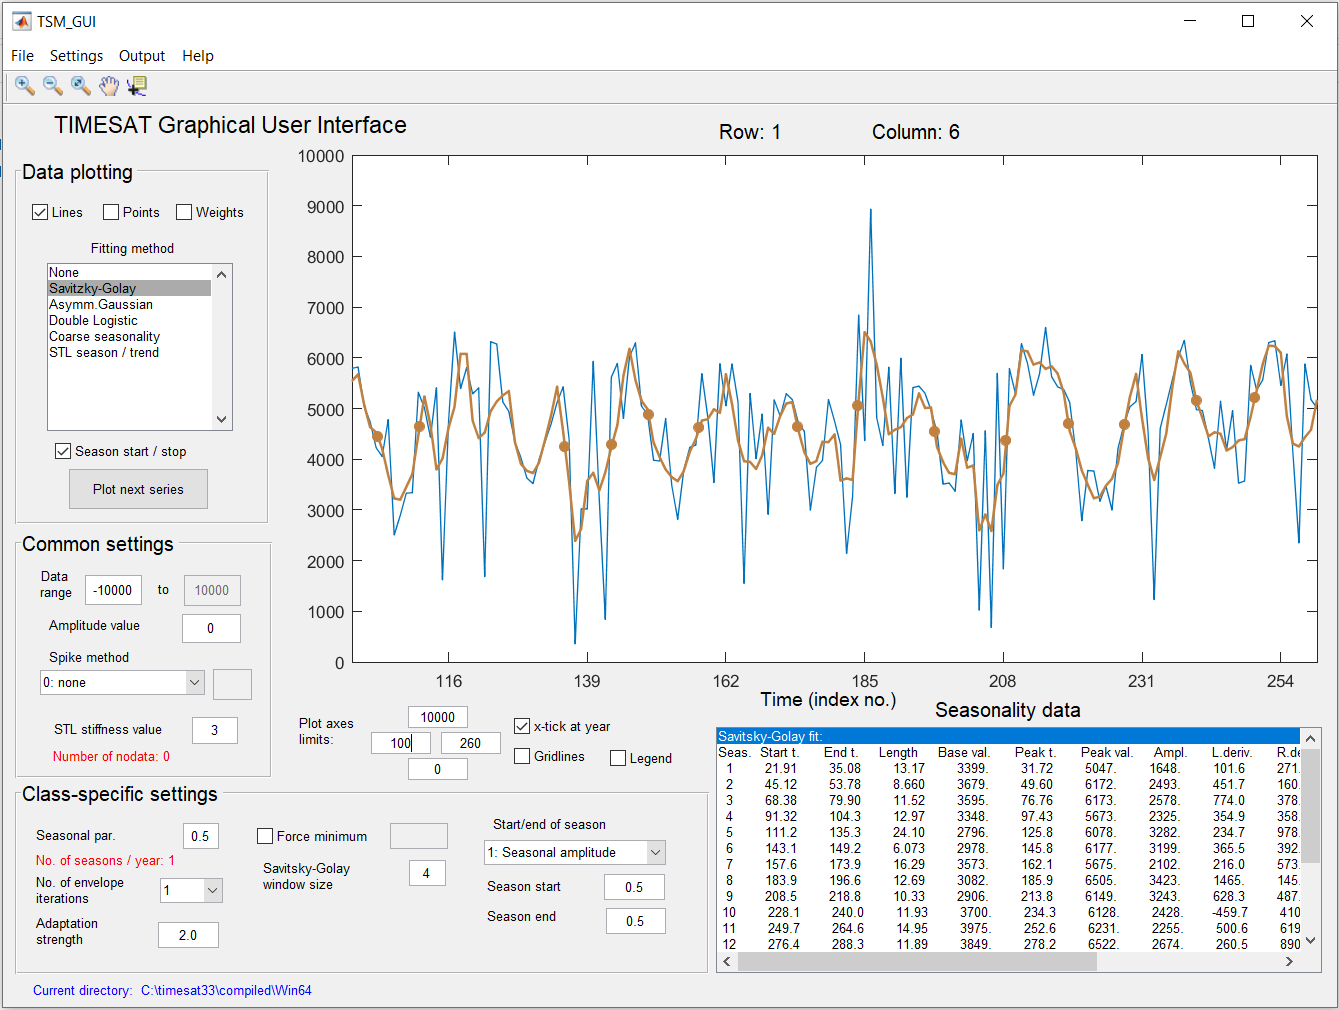 TSM_GUI
File Settings Output Help
TIMESAT Graphical User Interface
Row: 1 Column: 6
Data plotting
Lines Points Weights
Fitting method
None
Savitzky-Golay
Asymm.Gaussian
Double Logistic
Coarse seasonality
STL season / trend
Season start / stop
Plot next series
Common settings
Data range -10000 to 10000
Amplitude value 0
Spike method
0: none
STL stiffness value 3
Number of nodata: 0
10000
9000
8000
7000
6000
5000
4000
3000
2000
1000
0
116 139 162 185 208 231 254
Time (index no.)
Plot axes limits:
10000
100 260
0
x-tick at year
Gridlines Legend
Seasonality data
Savitsky-Golay fit:
Seas. Start t. End t. Length Base val. Peak t. Peak val. Ampl. L.deriv. R.de
1 21.91 35.08 13.17 3399. 31.72 5047. 1648. 101.6 271.
2 45.12 53.78 8.660 3679. 49.60 6172. 2493. 451.7 160.
3 68.38 79.90 11.52 3595. 76.76 6173. 2578. 774.0 378.
4 91.32 104.3 12.97 3348. 97.43 5673. 2325. 354.9 358.
5 111.2 135.3 24.10 2796. 125.8 6078. 3282. 234.7 978.
6 143.1 149.2 6.073 2978. 145.8 6177. 3199. 365.5 392.
7 157.6 173.9 16.29 3573. 162.1 5675. 2102. 216.0 573.
8 183.9 196.6 12.69 3082. 185.9 6505. 3423. 1465. 145.
9 208.5 218.8 10.33 2906. 213.8 6149. 3243. 628.3 487.
10 228.1 240.0 11.93 3700. 234.3 6128. 2428. -459.7 410
11 249.7 264.6 14.95 3975. 252.6 6231. 2255. 500.6 619
12 276.4 288.3 11.89 3849. 278.2 6522. 2674. 260.5 890
Class-specific settings
Seasonal par. 0.5
No. of seasons / year: 1
No. of envelope iterations 1
Adaptation strength 2.0
Force minimum
Savitsky-Golay window size 4
Start/end of season
1: Seasonal amplitude
Season start 0.5
Season end 0.5
Current directory: C:\timesat33\compiled\Win64